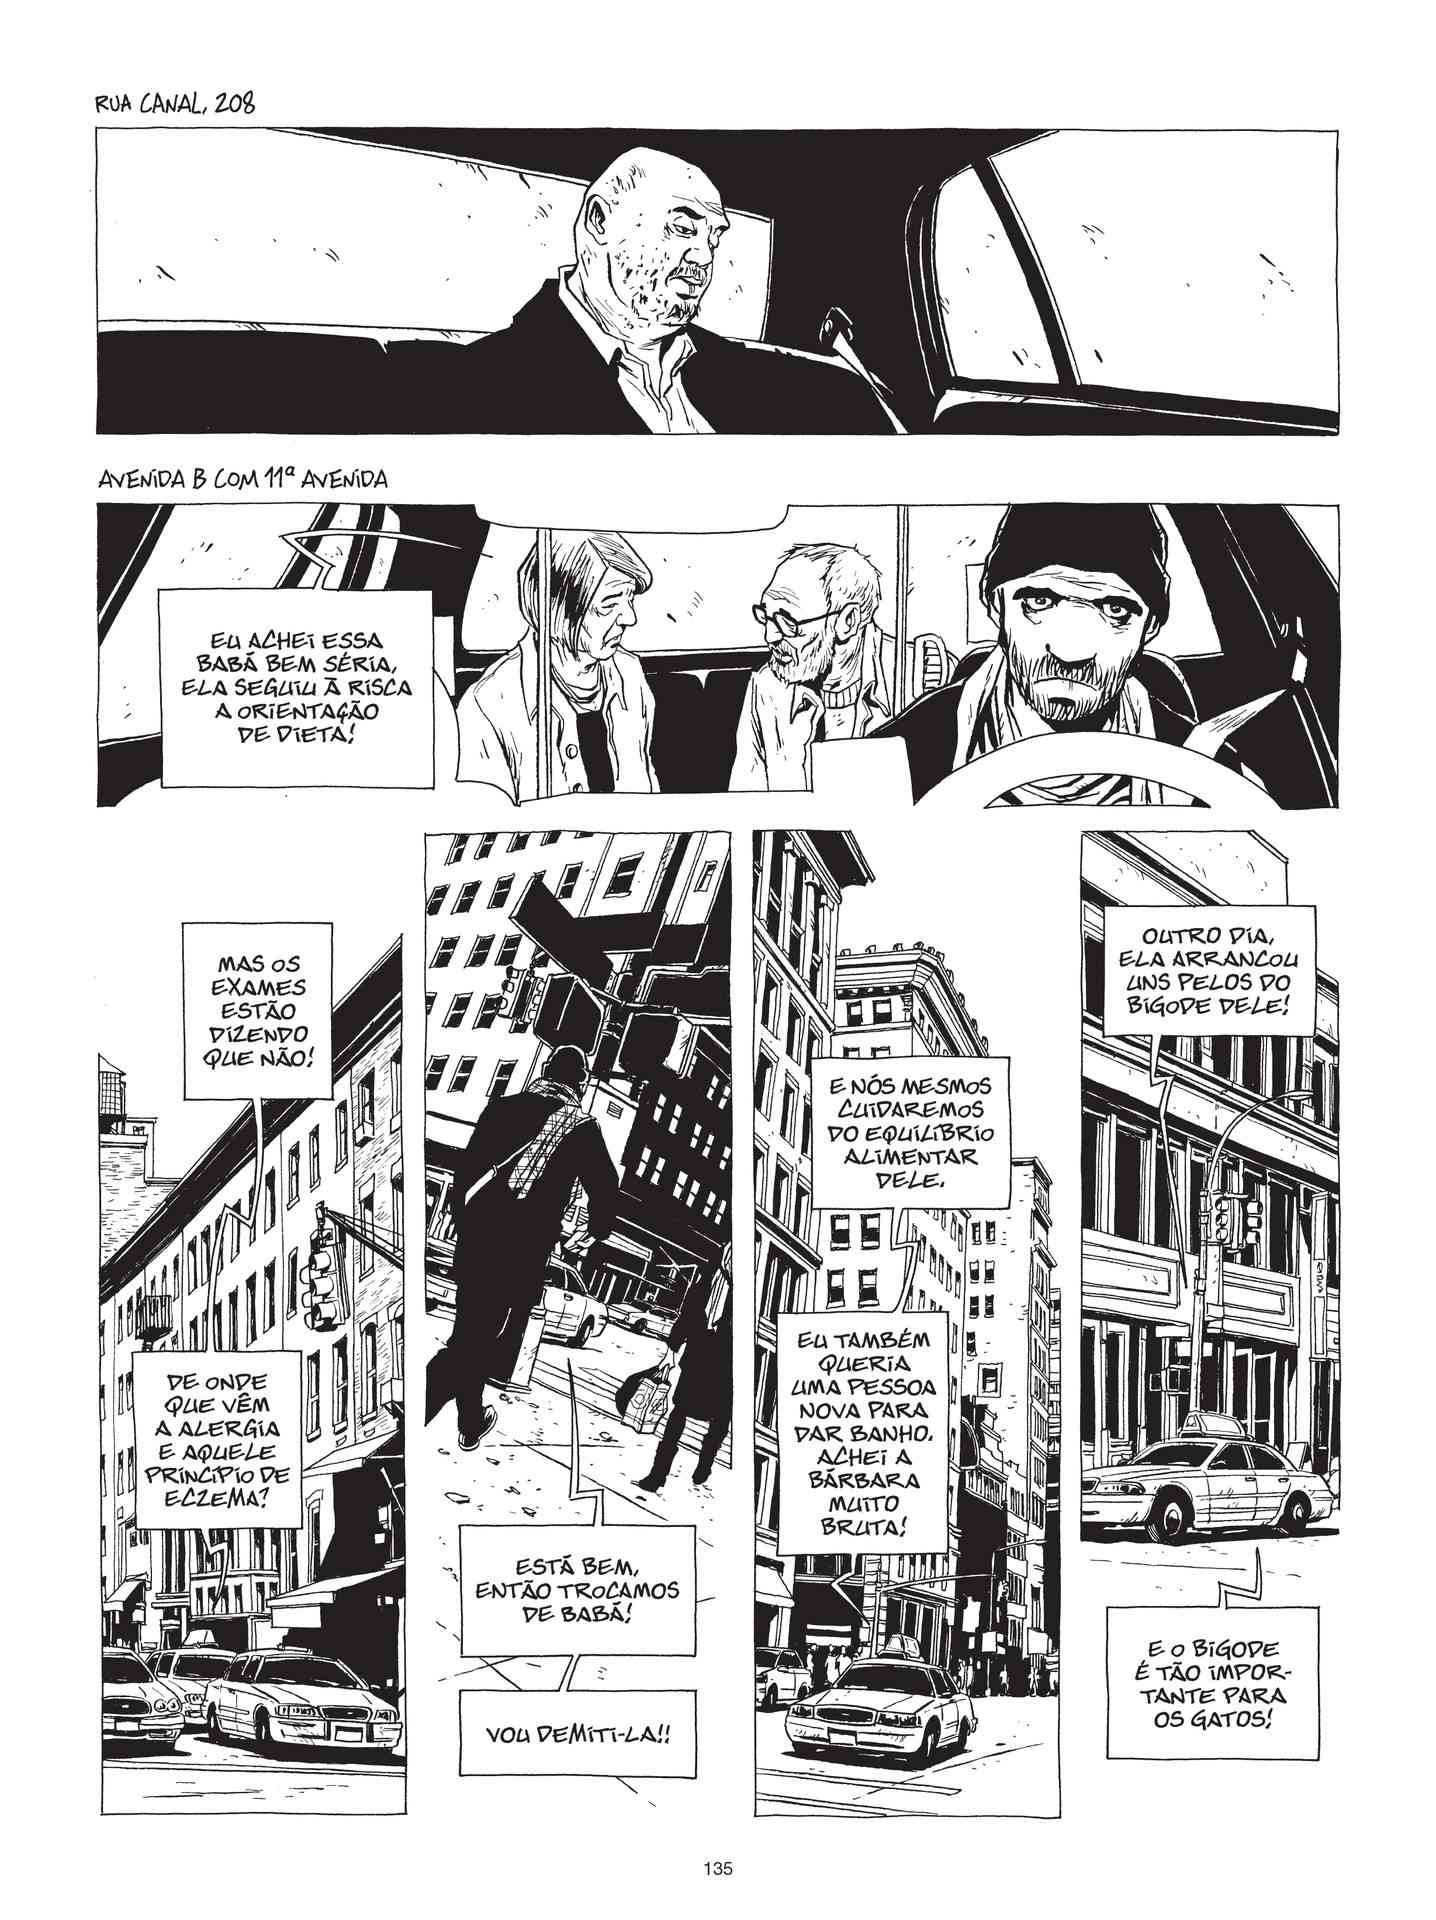 RUA CANAL, 208
AVENIDA B COM 11ª AVENIDA
EU ACHEI ESSA
BABÁ BEM SÉRIA,
ELA SEGUIU À RISCA
A ORIENTAÇÃO
DE DIETA!
MAS OS
EXAMES
ESTÃO
DIZENDO
QUE NÃO!
DE ONDE
QUE VÊM
A ALERGIA
E AQUELE
PRINCÍPIO DE
ECZEMA?
ESTÁ BEM,
ENTÃO TROCAMOS
DE BABÁ!
VOU DEMITI-LA!!
E NÓS MESMOS
CUIDAREMOS
DO EQUILÍBRIO
ALIMENTAR
DELE.
EU TAMBÉM
QUERIA
UMA PESSOA
NOVA PARA
DAR BANHO.
ACHEI A
BÁRBARA
MUITO
BRUTA!
OUTRO DIA,
ELA ARRANCOU
UNS PELOS DO
BIGODE DELE!
E O BIGODE
É TÃO IMPOR-
TANTE PARA
OS GATOS!
135